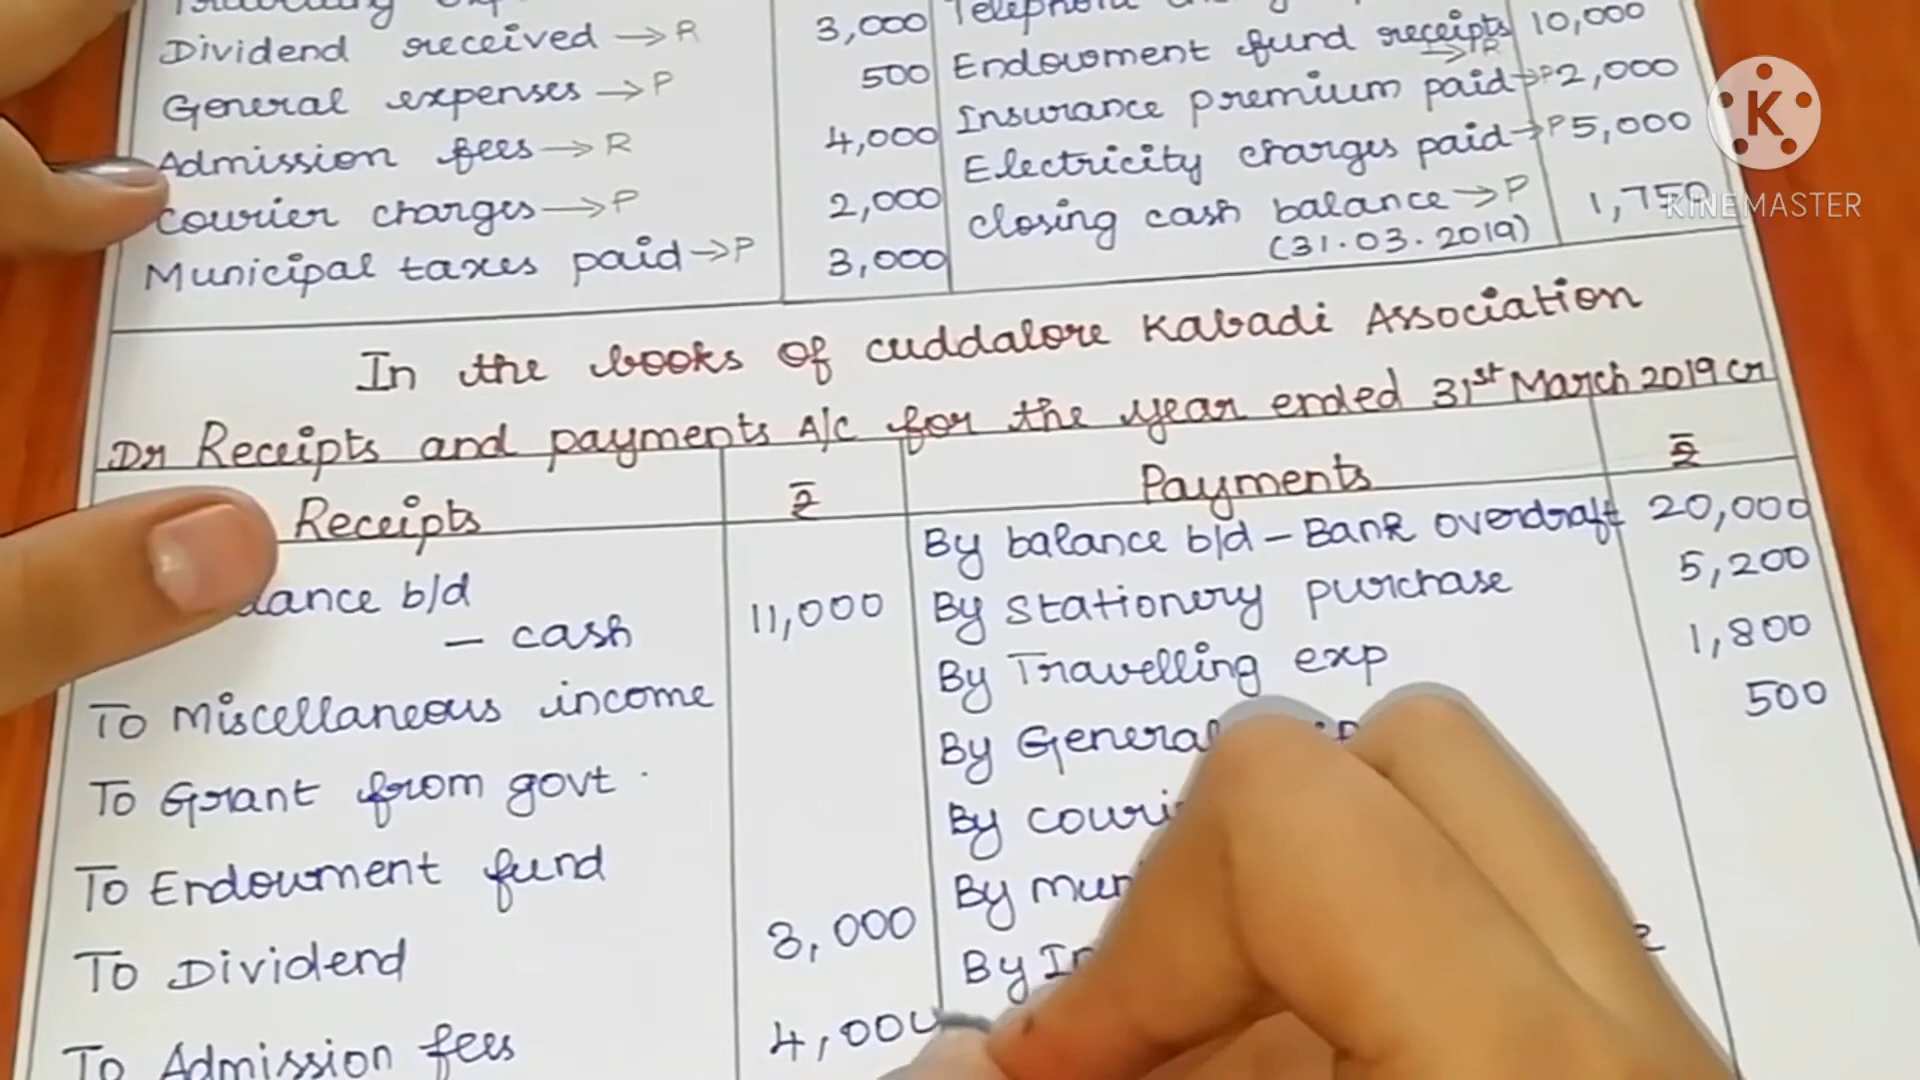 3,000
Dividend received → R
500
General expenses → P
4,000
Admission fees → R
2,000
Courier charges → P
3,000
Municipal taxes paid → P
10,000
Endowment fund receipts → R
Insurance premium paid → P 2,000
Electricity charges paid → P 5,000
closing cash balance → P 1,750
(31.03.2019)
K
KINEMASTER
In the books of cuddalore Kabadi Association
Dr Receipts and payments A/C for the year ended 31st March 2019 Cr
Receipts ₹ Payments ₹
b/d
- cash 11,000
To Miscellaneous income
To Grant from govt.
To Endowment fund
To Dividend 3,000
To Admission fees
By balance b/d - Bank overdraft 20,000
By Stationery purchase 5,200
By Travelling exp 1,800
By General 500
By
By
By